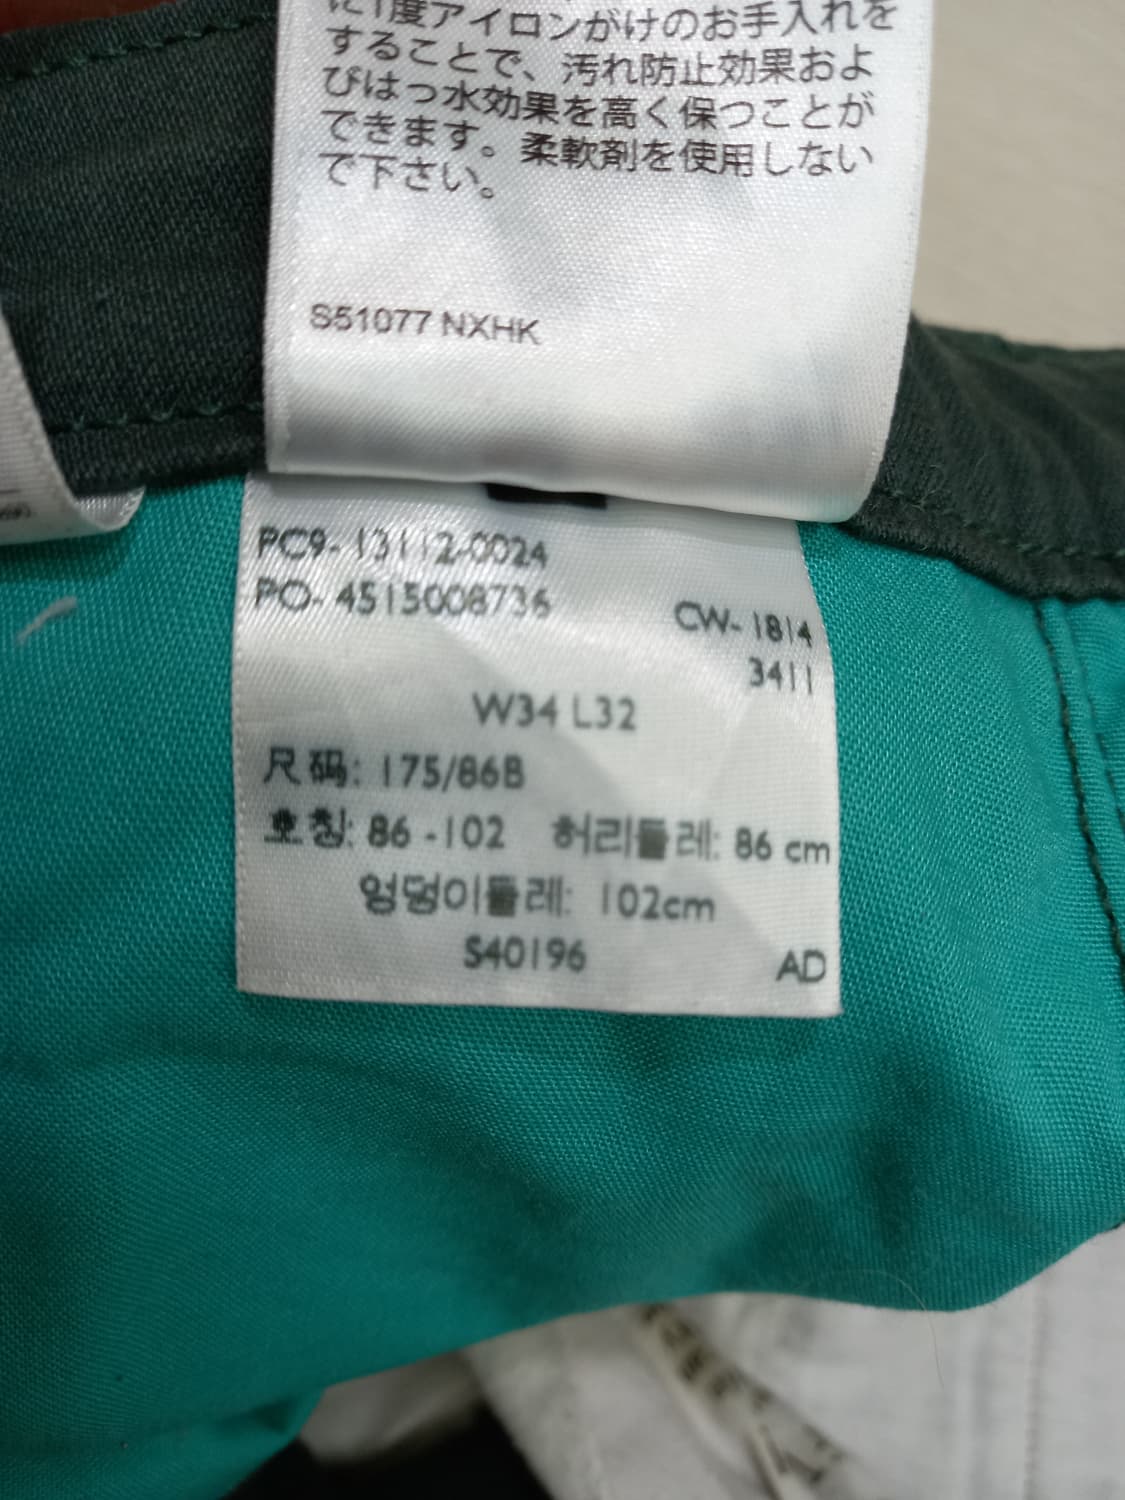 に1度アイロンがけのお手入れを
することで、汚れ防止効果およ
びはっ水効果を高く保つことが
できます。柔軟剤を使用しない
で下さい。
S51077 NXHK
PC9- 13112-0024
PO- 4515008736
CW- 1814
3411
W34 L32
尺码: 175/86B
호칭: 86 -102 허리둘레: 86 cm
엉덩이둘레: 102cm
S40196 AD